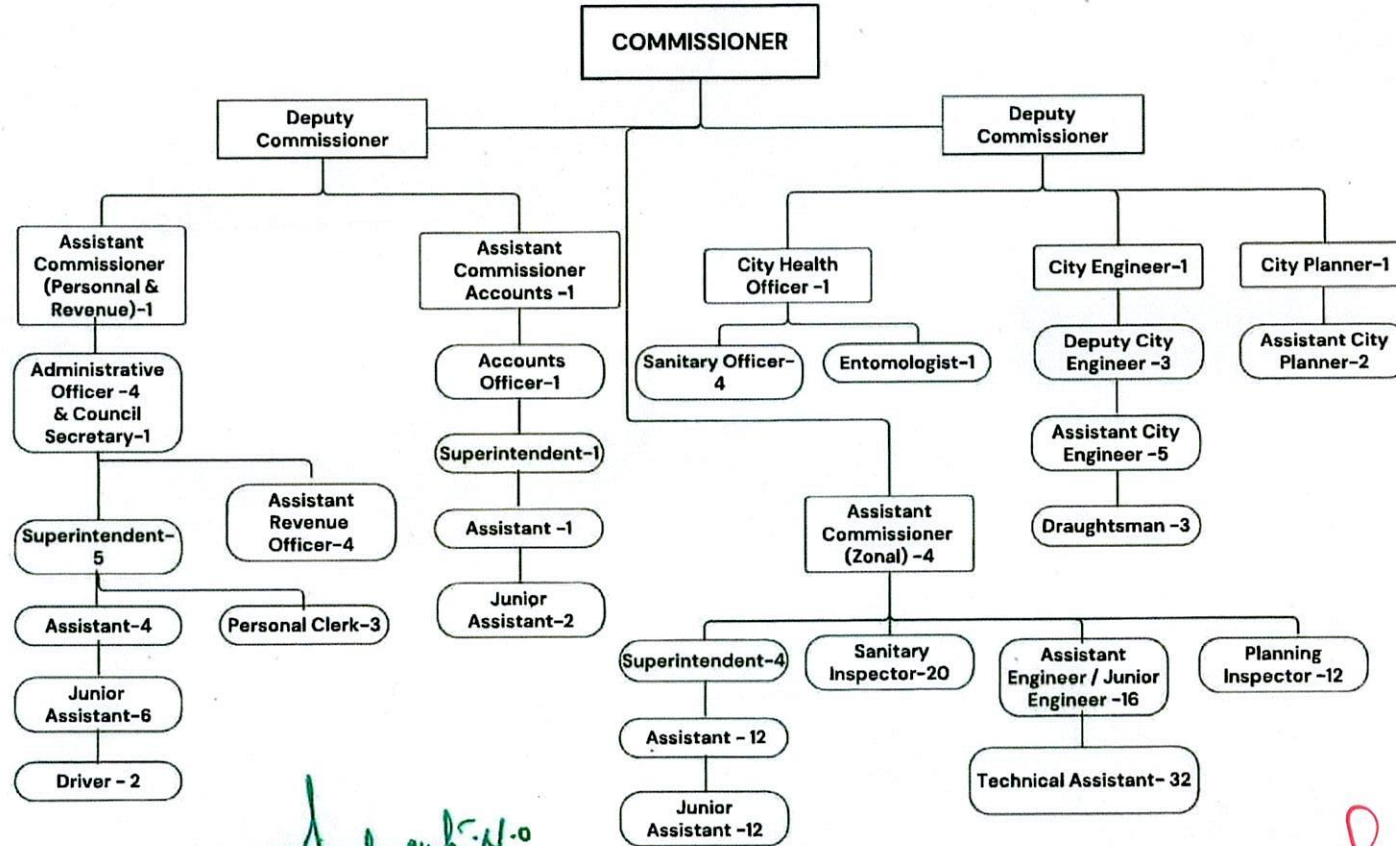 COMMISSIONER
Deputy
Commissioner
Deputy
Commissioner
Assistant
Commissioner
(Personnal &
Revenue)-1
Assistant
Commissioner
Accounts -1
City Health
Officer -1
City Engineer-1
City Planner-1
Administrative
Officer -4
& Council
Secretary-1
Accounts
Officer-1
Sanitary Officer-
4
Entomologist-1
Deputy City
Engineer -3
Assistant City
Planner-2
Superintendent-1
Assistant City
Engineer -5
Assistant
Revenue
Officer-4
Superintendent-
5
Assistant -1
Assistant
Commissioner
(Zonal) -4
Draughtsman -3
Assistant-4
Personal Clerk-3
Junior
Assistant-2
Superintendent-4
Sanitary
Inspector-20
Assistant
Engineer / Junior
Engineer -16
Planning
Inspector -12
Junior
Assistant-6
Assistant - 12
Driver - 2
Technical Assistant- 32
Junior
Assistant -12